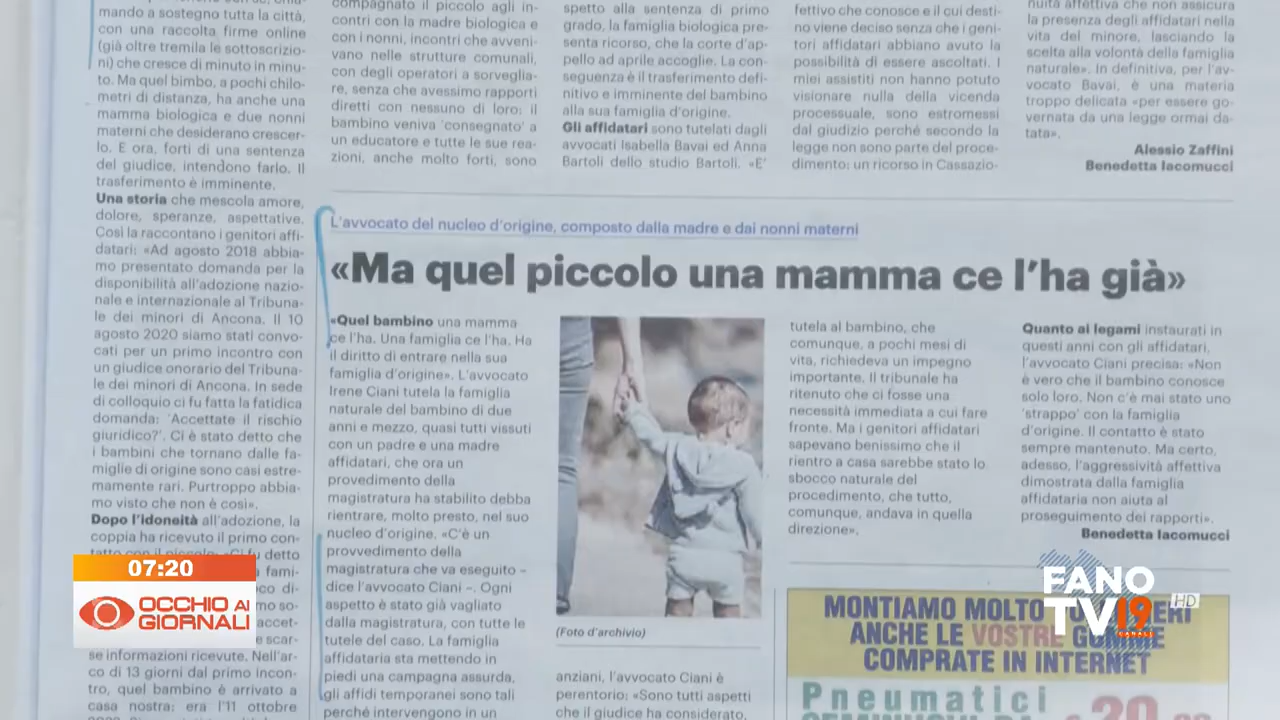 mando a sostegno tutta la città,
con una raccolta firme online
(già oltre tremila le sottoscrizio-
ni) che cresce di minuto in minu-
to. Ma quel bimbo, a pochi chilo-
metri di distanza, ha anche una
mamma biologica e due nonni
materni che desiderano crescer-
lo. E ora, forti di una sentenza
del giudice, intendono farlo. Il
trasferimento è imminente.
Una storia che mescola amore,
dolore, speranze, aspettative.
Così la raccontano i genitori affi-
datari: «Ad agosto 2018 abbia-
mo presentato domanda per la
disponibilità all'adozione nazio-
nale e internazionale al Tribuna-
le dei minori di Ancona. Il 10
agosto 2020 siamo stati convo-
cati per un primo incontro con
un giudice onorario del Tribuna-
le dei minori di Ancona. In sede
di colloquio ci fu fatta la fatidica
domanda: 'Accettate il rischio
giuridico?'. Ci è stato detto che
i bambini che tornano dalle fa-
miglie di origine sono casi estre-
mamente rari. Purtroppo abbia-
mo visto che non è così».
Dopo l'idoneità all'adozione, la
coppia ha ricevuto il primo con-
tatto con il piccolo: «Ci fu detto
se informazioni ricevute. Nell'ar-
co di 13 giorni dal primo incon-
tro, quel bambino è arrivato a
casa nostra: era l'11 ottobre
compagnato il piccolo agli in-
contri con la madre biologica e
con i nonni, incontri che avveni-
vano nelle strutture comunali,
con degli operatori a sorveglia-
re, senza che avessimo rapporti
diretti con nessuno di loro: il
bambino veniva 'consegnato' a
un educatore e tutte le sue rea-
zioni, anche molto forti, sono
spetto alla sentenza di primo
grado, la famiglia biologica pre-
senta ricorso, che la corte d'ap-
pello ad aprile accoglie. La con-
seguenza è il trasferimento defi-
nitivo e imminente del bambino
alla sua famiglia d'origine.
Gli affidatari sono tutelati dagli
avvocati Isabella Bavai ed Anna
Bartoli dello studio Bartoli. «E'
fettivo che conosce e il cui desti-
no viene deciso senza che i geni-
tori affidatari abbiano avuto la
possibilità di essere ascoltati. I
miei assistiti non hanno potuto
visionare nulla della vicenda
processuale, sono estromessi
dal giudizio perché secondo la
legge non sono parte del proce-
dimento: un ricorso in Cassazio-
nuità affettiva che non assicura
la presenza degli affidatari nella
vita del minore, lasciando la
scelta alla volontà della famiglia
naturale». In definitiva, per l'av-
vocato Bavai, è una materia
troppo delicata «per essere go-
vernata da una legge ormai da-
tata».
Alessio Zaffini
Benedetta Iacomucci
L'avvocato del nucleo d'origine, composto dalla madre e dai nonni materni
«Ma quel piccolo una mamma ce l'ha già»
«Quel bambino una mamma
ce l'ha. Una famiglia ce l'ha. Ha
il diritto di entrare nella sua
famiglia d'origine». L'avvocato
Irene Ciani tutela la famiglia
naturale del bambino di due
anni e mezzo, quasi tutti vissuti
con un padre e una madre
affidatari, che ora un
provvedimento della
magistratura ha stabilito debba
rientrare, molto presto, nel suo
nucleo d'origine. «C'è un
provvedimento della
magistratura che va eseguito –
dice l'avvocato Ciani –. Ogni
aspetto è stato già vagliato
dalla magistratura, con tutte le
tutele del caso. La famiglia
affidataria sta mettendo in
piedi una campagna assurda,
gli affidi temporanei sono tali
perché intervengono in un
(Foto d'archivio)
anziani, l'avvocato Ciani è
perentorio: «Sono tutti aspetti
che il giudice ha considerato,
tutela al bambino, che
comunque, a pochi mesi di
vita, richiedeva un impegno
importante. Il tribunale ha
ritenuto che ci fosse una
necessità immediata a cui fare
fronte. Ma i genitori affidatari
sapevano benissimo che il
rientro a casa sarebbe stato lo
sbocco naturale del
procedimento, che tutto,
comunque, andava in quella
direzione».
Quanto ai legami instaurati in
questi anni con gli affidatari,
l'avvocato Ciani precisa: «Non
è vero che il bambino conosce
solo loro. Non c'è mai stato uno
'strappo' con la famiglia
d'origine. Il contatto è stato
sempre mantenuto. Ma certo,
adesso, l'aggressività affettiva
dimostrata dalla famiglia
affidataria non aiuta al
proseguimento dei rapporti».
Benedetta Iacomucci
MONTIAMO MOLTO
ANCHE LE VOSTRE GOMME
COMPRATE IN INTERNET
Pneumatici
07:20
OCCHIO AI
GIORNALI
FANO
TV19
CANALE
HD